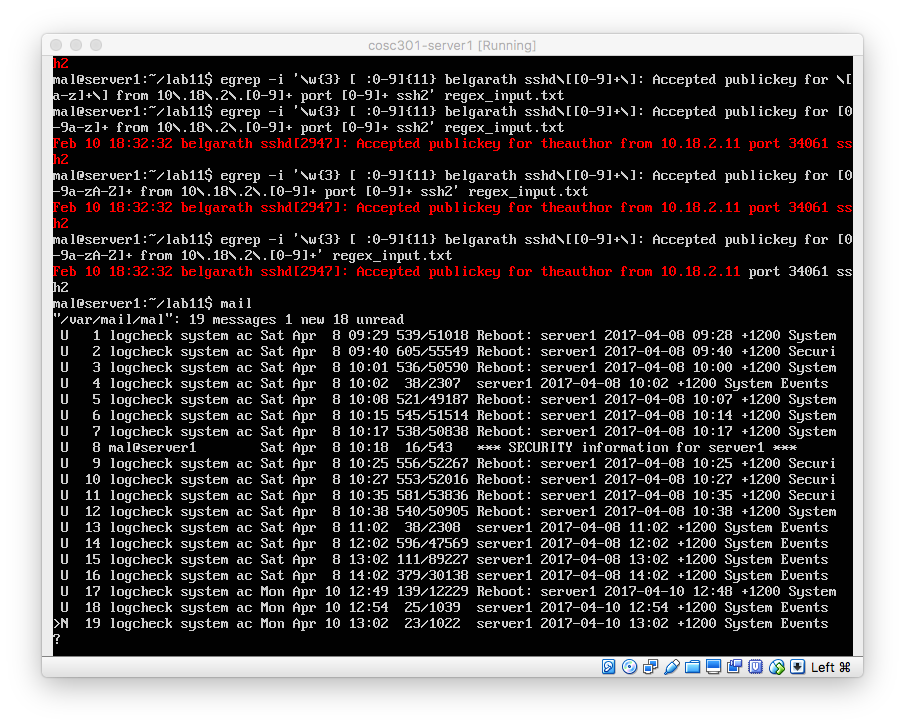 cosc301-server1 [Running]
h2
mal@server1:~/lab11$ egrep -i '\w{3} [ :0-9]{11} belgarath sshd\[[0-9]+\]: Accepted publickey for \[
a-z]+\] from 10\.18\.2\.[0-9]+ port [0-9]+ ssh2' regex_input.txt
mal@server1:~/lab11$ egrep -i '\w{3} [ :0-9]{11} belgarath sshd\[[0-9]+\]: Accepted publickey for [0
-9a-z]+ from 10\.18\.2\.[0-9]+ port [0-9]+ ssh2' regex_input.txt
Feb 10 18:32:32 belgarath sshd[2947]: Accepted publickey for theauthor from 10.18.2.11 port 34061 ss
h2
mal@server1:~/lab11$ egrep -i '\w{3} [ :0-9]{11} belgarath sshd\[[0-9]+\]: Accepted publickey for [0
-9a-zA-Z]+ from 10\.18\.2\.[0-9]+ port [0-9]+ ssh2' regex_input.txt
Feb 10 18:32:32 belgarath sshd[2947]: Accepted publickey for theauthor from 10.18.2.11 port 34061 ss
h2
mal@server1:~/lab11$ egrep -i '\w{3} [ :0-9]{11} belgarath sshd\[[0-9]+\]: Accepted publickey for [0
-9a-zA-Z]+ from 10\.18\.2\.[0-9]+' regex_input.txt
Feb 10 18:32:32 belgarath sshd[2947]: Accepted publickey for theauthor from 10.18.2.11 port 34061 ss
h2
mal@server1:~/lab11$ mail
"/var/mail/mal": 19 messages 1 new 18 unread
U 1 logcheck system ac Sat Apr 8 09:29 539/51018 Reboot: server1 2017-04-08 09:28 +1200 System
U 2 logcheck system ac Sat Apr 8 09:40 605/55549 Reboot: server1 2017-04-08 09:40 +1200 Securi
U 3 logcheck system ac Sat Apr 8 10:01 536/50590 Reboot: server1 2017-04-08 10:00 +1200 System
U 4 logcheck system ac Sat Apr 8 10:02 38/2307 server1 2017-04-08 10:02 +1200 System Events
U 5 logcheck system ac Sat Apr 8 10:08 521/49187 Reboot: server1 2017-04-08 10:07 +1200 System
U 6 logcheck system ac Sat Apr 8 10:15 545/51514 Reboot: server1 2017-04-08 10:14 +1200 System
U 7 logcheck system ac Sat Apr 8 10:17 538/50838 Reboot: server1 2017-04-08 10:17 +1200 System
U 8 mal@server1 Sat Apr 8 10:18 16/543 *** SECURITY information for server1 ***
U 9 logcheck system ac Sat Apr 8 10:25 556/52267 Reboot: server1 2017-04-08 10:25 +1200 Securi
U 10 logcheck system ac Sat Apr 8 10:27 553/52016 Reboot: server1 2017-04-08 10:27 +1200 Securi
U 11 logcheck system ac Sat Apr 8 10:35 581/53836 Reboot: server1 2017-04-08 10:35 +1200 Securi
U 12 logcheck system ac Sat Apr 8 10:38 540/50905 Reboot: server1 2017-04-08 10:38 +1200 System
U 13 logcheck system ac Sat Apr 8 11:02 38/2308 server1 2017-04-08 11:02 +1200 System Events
U 14 logcheck system ac Sat Apr 8 12:02 596/47569 server1 2017-04-08 12:02 +1200 System Events
U 15 logcheck system ac Sat Apr 8 13:02 111/89227 server1 2017-04-08 13:02 +1200 System Events
U 16 logcheck system ac Sat Apr 8 14:02 379/30138 server1 2017-04-08 14:02 +1200 System Events
U 17 logcheck system ac Mon Apr 10 12:49 139/12229 Reboot: server1 2017-04-10 12:48 +1200 System
U 18 logcheck system ac Mon Apr 10 12:54 25/1039 server1 2017-04-10 12:54 +1200 System Events
>N 19 logcheck system ac Mon Apr 10 13:02 23/1022 server1 2017-04-10 13:02 +1200 System Events
?
Left ⌘